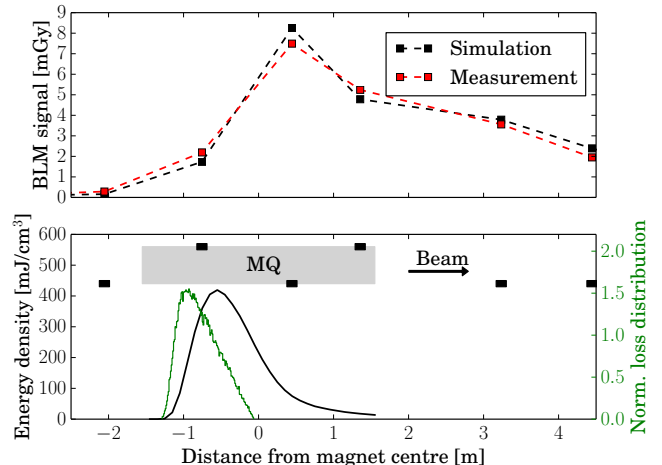 9
8
7
6
5
4
3
2
1
0
BLM signal [mGy]
Simulation
Measurement
600
500
400
300
200
100
0
Energy density [mJ/cm³]
MQ
Beam
2.0
1.5
1.0
0.5
0.0
Norm. loss distribution
−2 −1 0 1 2 3 4
Distance from magnet centre [m]